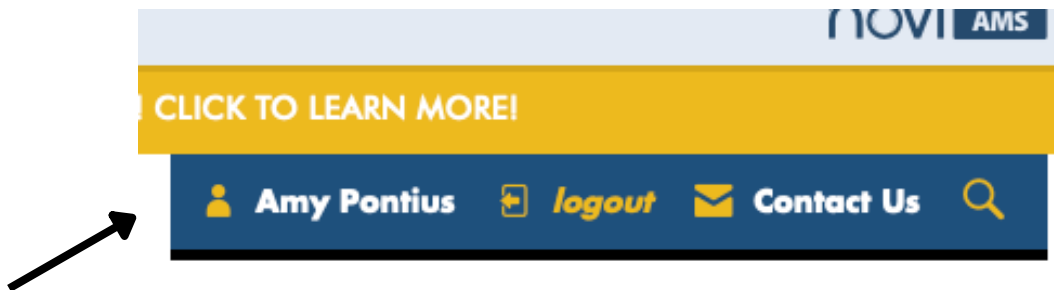 novi AMS
! CLICK TO LEARN MORE!
Amy Pontius logout Contact Us